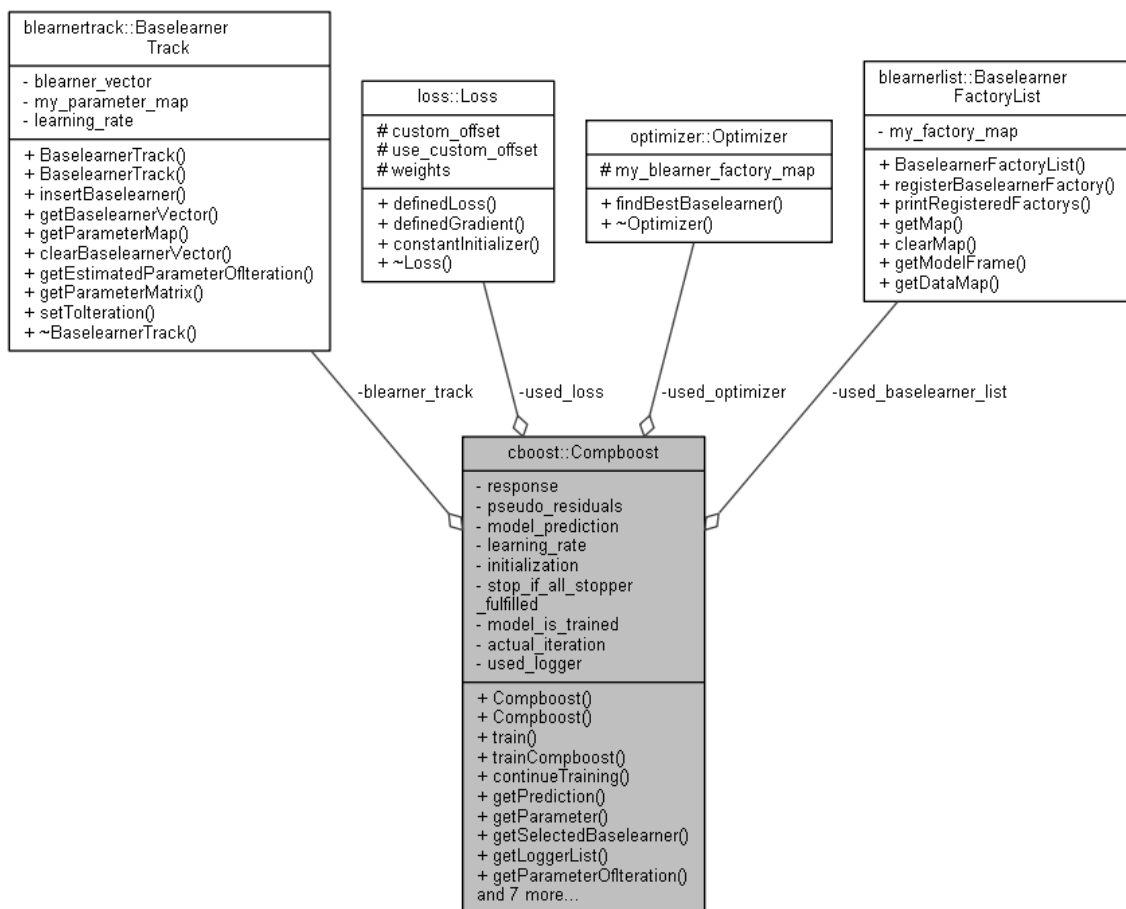 blearnertrack::Baselearner
Track
- blearner_vector
- my_parameter_map
- learning_rate
+ BaselearnerTrack()
+ BaselearnerTrack()
+ insertBaselearner()
+ getBaselearnerVector()
+ getParameterMap()
+ clearBaselearnerVector()
+ getEstimatedParameterOfIteration()
+ getParameterMatrix()
+ setToIteration()
+ ~BaselearnerTrack()
loss::Loss
# custom_offset
# use_custom_offset
# weights
+ definedLoss()
+ definedGradient()
+ constantInitializer()
+ ~Loss()
optimizer::Optimizer
# my_blearner_factory_map
+ findBestBaselearner()
+ ~Optimizer()
blearnerlist::Baselearner
FactoryList
- my_factory_map
+ BaselearnerFactoryList()
+ registerBaselearnerFactory()
+ printRegisteredFactorys()
+ getMap()
+ clearMap()
+ getModelFrame()
+ getDataMap()
-blearner_track
-used_loss
-used_optimizer
-used_baselearner_list
cboost::Compboost
- response
- pseudo_residuals
- model_prediction
- learning_rate
- initialization
- stop_if_all_stopper
_fulfilled
- model_is_trained
- actual_iteration
- used_logger
+ Compboost()
+ Compboost()
+ train()
+ trainCompboost()
+ continueTraining()
+ getPrediction()
+ getParameter()
+ getSelectedBaselearner()
+ getLoggerList()
+ getParameterOfIteration()
and 7 more...